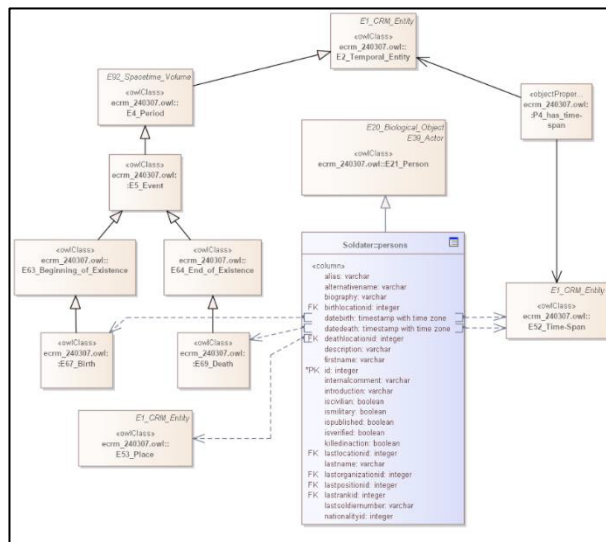 E1_CRM_Entity
«owlClass»
ecrm_240307.owl::
E2_Temporal_Entity
E92_Spacetime_Volume
«owlClass»
ecrm_240307.owl::
E4_Period
«objectProper...
ecrm_240307.owl:
:P4_has_time-
span
E20_Biological_Object
E39_Actor
«owlClass»
ecrm_240307.owl::E21_Person
«owlClass»
ecrm_240307.owl:
:E5_Event
«owlClass»
ecrm_240307.owl::
E63_Beginning_of_Existence
«owlClass»
ecrm_240307.owl::
E64_End_of_Existence
«owlClass»
ecrm_240307.owl:
:E67_Birth
«owlClass»
ecrm_240307.owl:
:E69_Death
E1_CRM_Entity
«owlClass»
ecrm_240307.owl::
E53_Place
Soldater::persons
«column»
alias: varchar
alternativename: varchar
biography: varchar
FK birthlocationid: integer
datebirth: timestamp with time zone
datedeath: timestamp with time zone
FK deathlocationid: integer
description: varchar
firstname: varchar
*PK id: integer
internalcomment: varchar
introduction: varchar
iscivilian: boolean
ismilitary: boolean
ispublished: boolean
isverified: boolean
killedinaction: boolean
FK lastlocationid: integer
lastname: varchar
FK lastorganizationid: integer
FK lastpositionid: integer
FK lastrankid: integer
lastsoldiernumber: varchar
nationalityid: integer
E1_CRM_Entity
«owlClass»
ecrm_240307.owl:
:E52_Time-Span